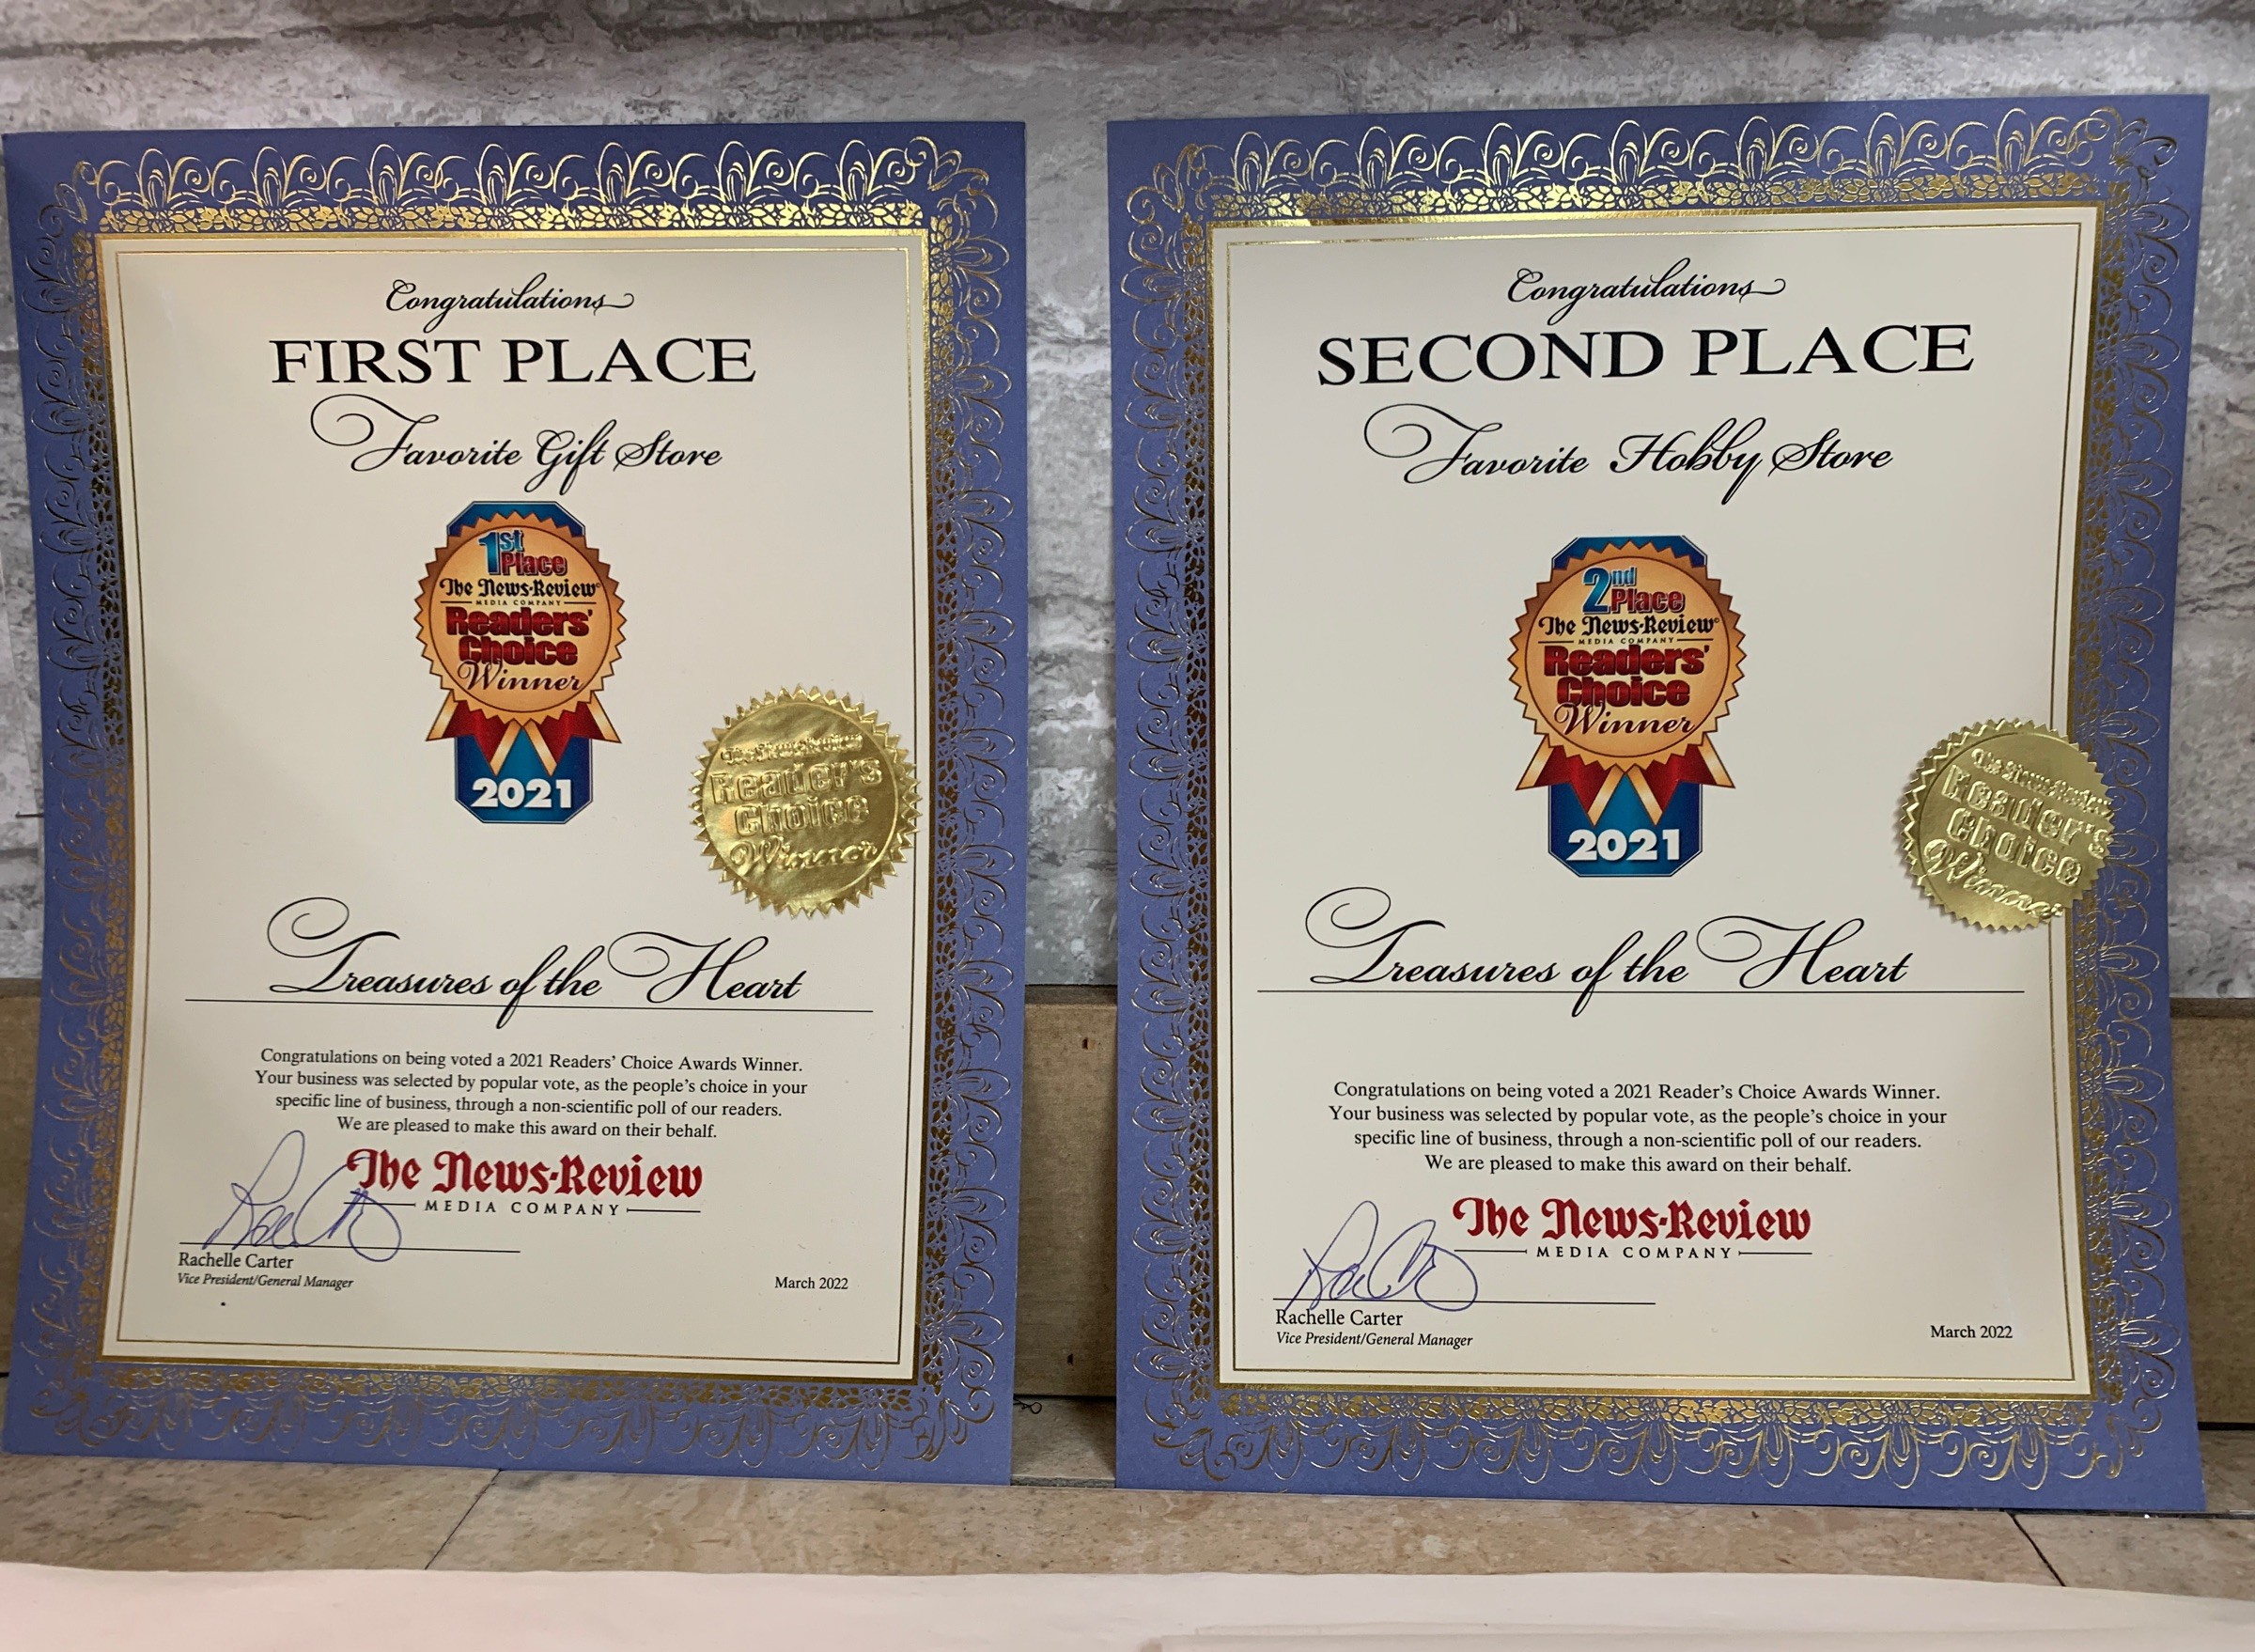 Congratulations
FIRST PLACE
Favorite Gift Store
1st
Place
The News-Review
MEDIA COMPANY
Readers'
Choice
Winner
2021
The News-Review
Reader's
Choice
Winner
Treasures of the Heart
Congratulations on being voted a 2021 Readers' Choice Awards Winner.
Your business was selected by popular vote, as the people's choice in your
specific line of business, through a non-scientific poll of our readers.
We are pleased to make this award on their behalf.
The News-Review
MEDIA COMPANY
Rachelle Carter
Vice President/General Manager
March 2022
Congratulations
SECOND PLACE
Favorite Hobby Store
2nd
Place
The News-Review
MEDIA COMPANY
Readers'
Choice
Winner
2021
The News-Review
Reader's
Choice
Winner
Treasures of the Heart
Congratulations on being voted a 2021 Reader's Choice Awards Winner.
Your business was selected by popular vote, as the people's choice in your
specific line of business, through a non-scientific poll of our readers.
We are pleased to make this award on their behalf.
The News-Review
MEDIA COMPANY
Rachelle Carter
Vice President/General Manager
March 2022